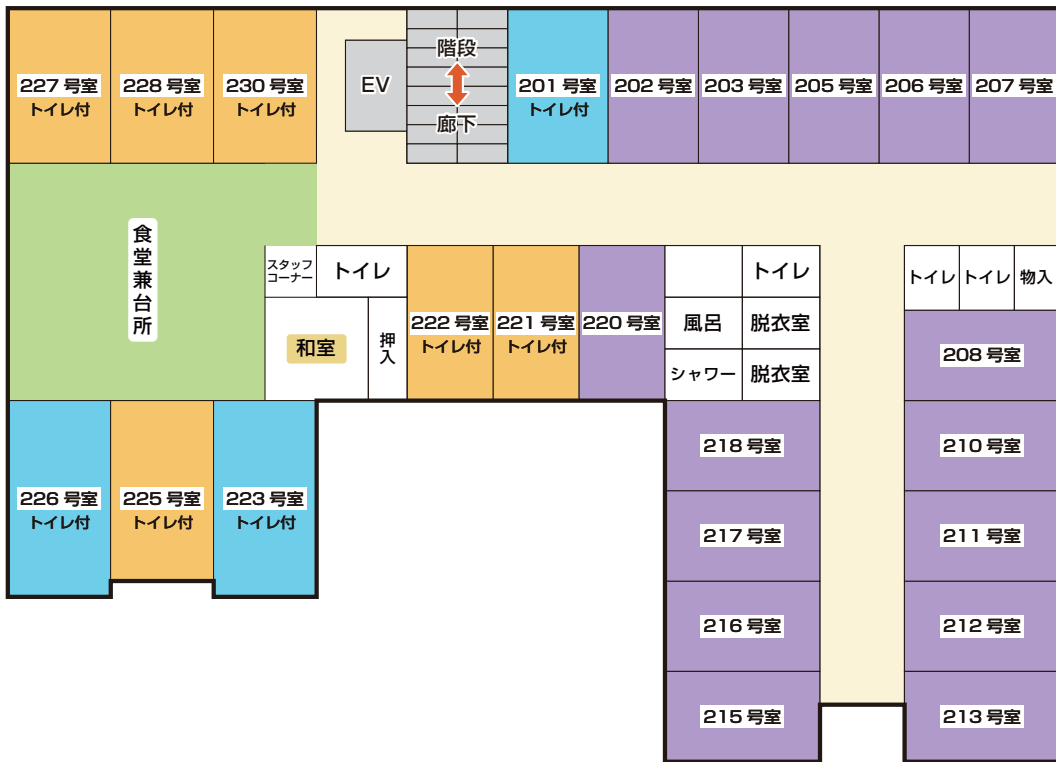 227 号室
トイレ付
228 号室
トイレ付
230 号室
トイレ付
EV
階段
廊下
201 号室
トイレ付
202 号室
203 号室
205 号室
206 号室
207 号室
食堂兼台所
スタッフ
コーナー
トイレ
和室
押入
222 号室
トイレ付
221 号室
トイレ付
220 号室
トイレ
風呂
脱衣室
シャワー
脱衣室
トイレ
トイレ
物入
208 号室
218 号室
210 号室
226 号室
トイレ付
225 号室
トイレ付
223 号室
トイレ付
217 号室
211 号室
216 号室
212 号室
215 号室
213 号室